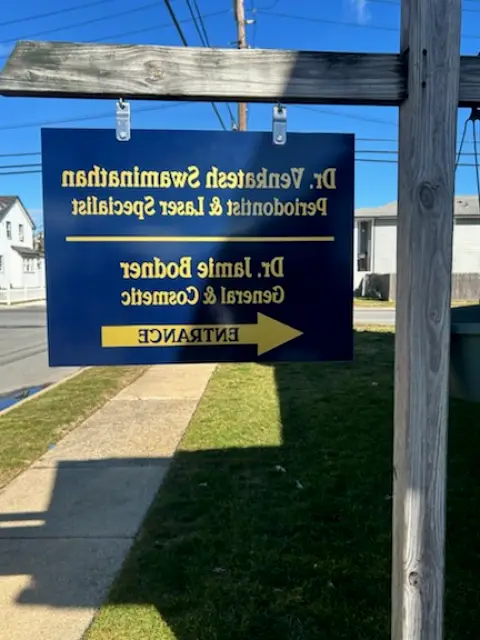 Dr. Venkatesh Swaminathan
Periodontist & Laser Specialist
Dr. Jamie Bodner
General & Cosmetic
ENTRANCE